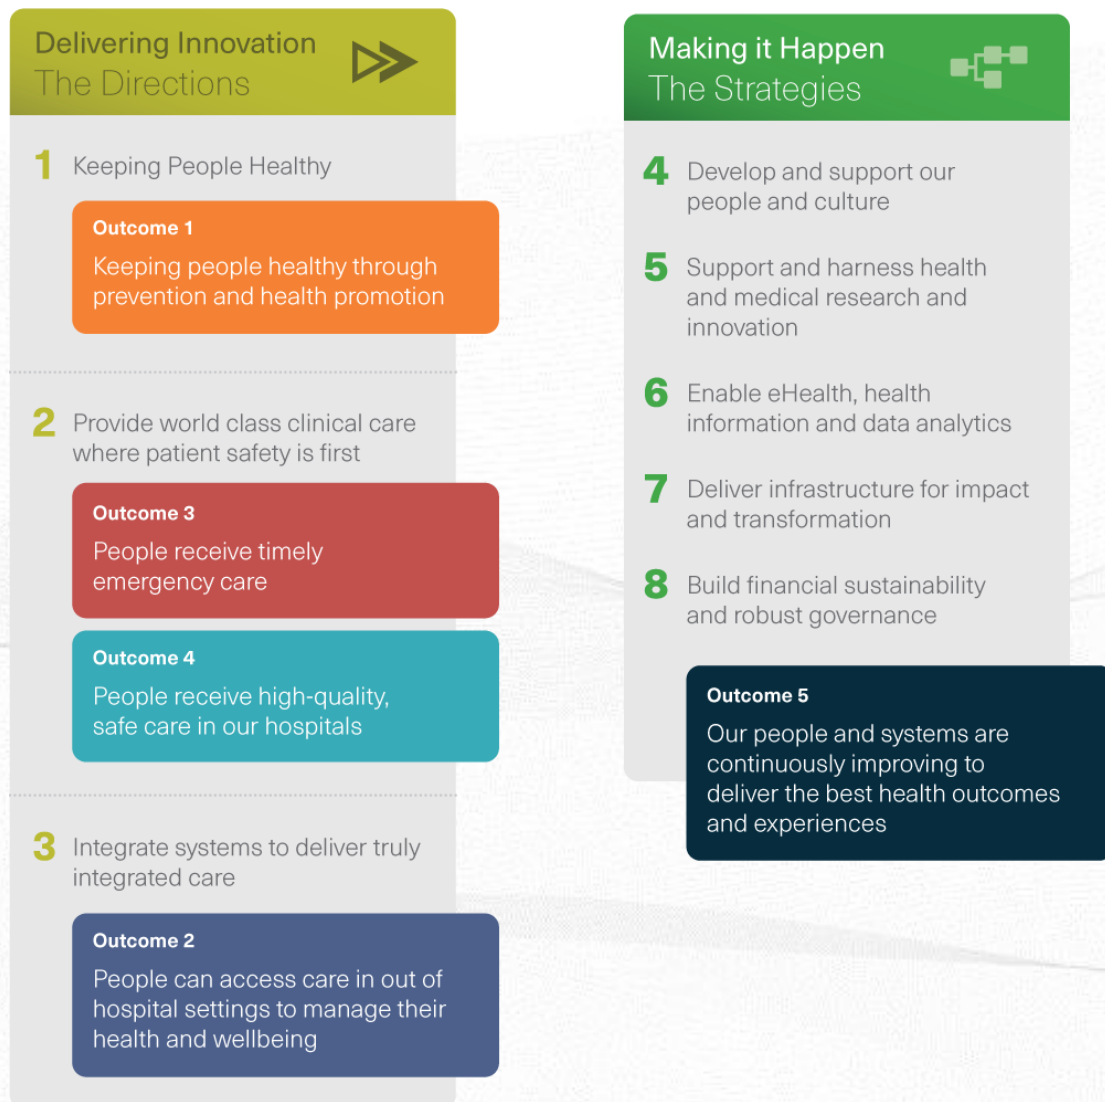 Delivering Innovation
The Directions
1 Keeping People Healthy
Outcome 1
Keeping people healthy through
prevention and health promotion
2 Provide world class clinical care
where patient safety is first
Outcome 3
People receive timely
emergency care
Outcome 4
People receive high-quality,
safe care in our hospitals
3 Integrate systems to deliver truly
integrated care
Outcome 2
People can access care in out of
hospital settings to manage their
health and wellbeing
Making it Happen
The Strategies
4 Develop and support our
people and culture
5 Support and harness health
and medical research and
innovation
6 Enable eHealth, health
information and data analytics
7 Deliver infrastructure for impact
and transformation
8 Build financial sustainability
and robust governance
Outcome 5
Our people and systems are
continuously improving to
deliver the best health outcomes
and experiences